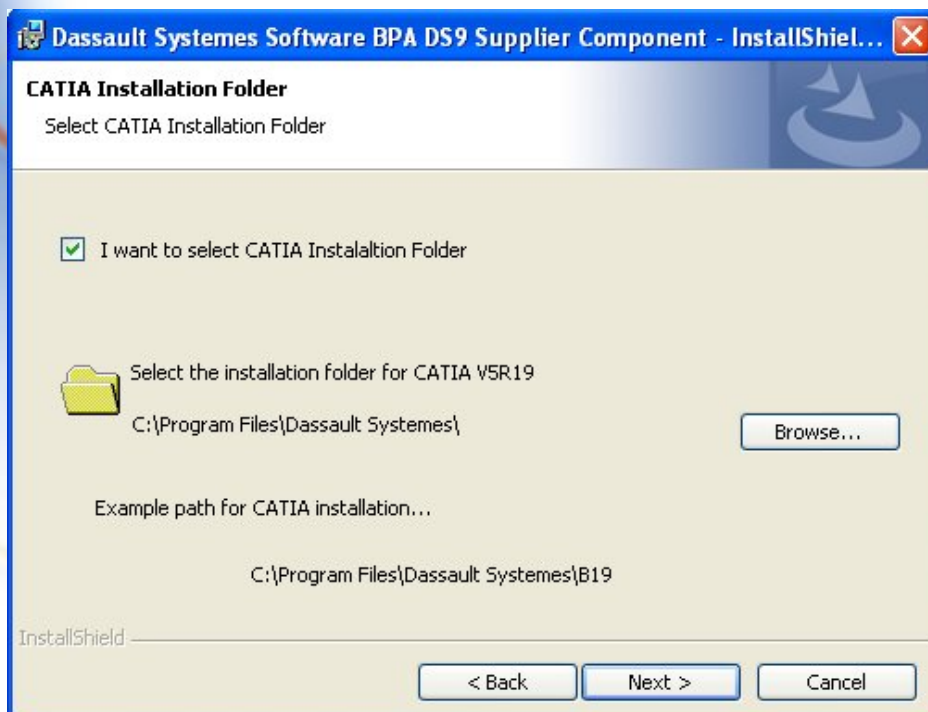 Dassault Systemes Software BPA DS9 Supplier Component - InstallShiel...
CATIA Installation Folder
Select CATIA Installation Folder
I want to select CATIA Instalaltion Folder
Select the installation folder for CATIA V5R19
C:\Program Files\Dassault Systemes\
Browse...
Example path for CATIA installation...
C:\Program Files\Dassault Systemes\B19
InstallShield
< Back
Next >
Cancel